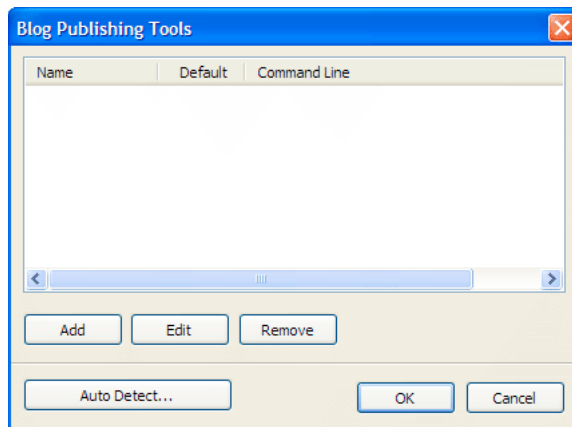 Blog Publishing Tools
Name Default Command Line
Add Edit Remove
Auto Detect... OK Cancel